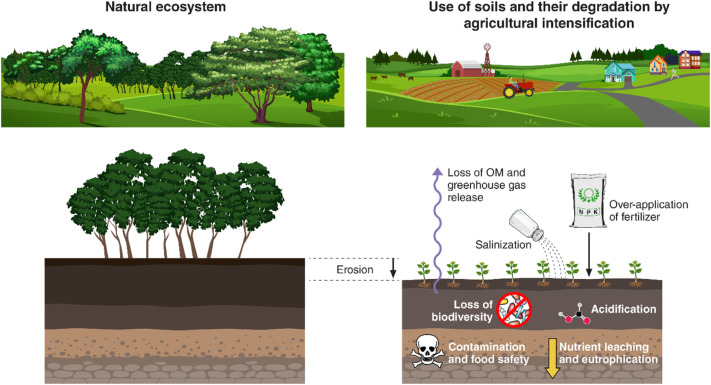 Natural ecosystem
Use of soils and their degradation by
agricultural intensification
Loss of OM and
greenhouse gas
release
N P K
Over-application
of fertilizer
Salinization
Erosion
Loss of
biodiversity
Acidification
Contamination
and food safety
Nutrient leaching
and eutrophication